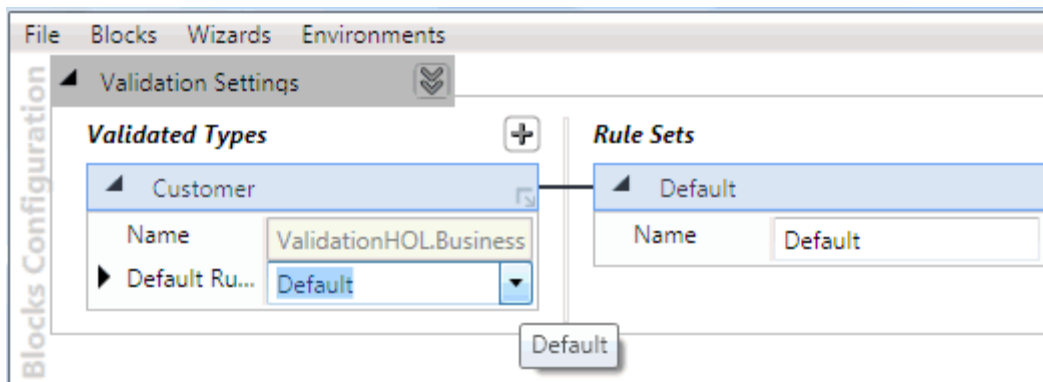 File Blocks Wizards Environments
Blocks Configuration
Validation Settings
Validated Types
Rule Sets
Customer
Default
Name ValidationHOL.Business
Name Default
Default Ru... Default
Default